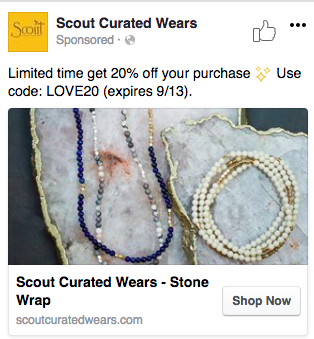 Scout
Scout Curated Wears
Sponsored ·
Limited time get 20% off your purchase ✨ Use
code: LOVE20 (expires 9/13).
Scout Curated Wears - Stone
Wrap
Shop Now
scoutcuratedwears.com